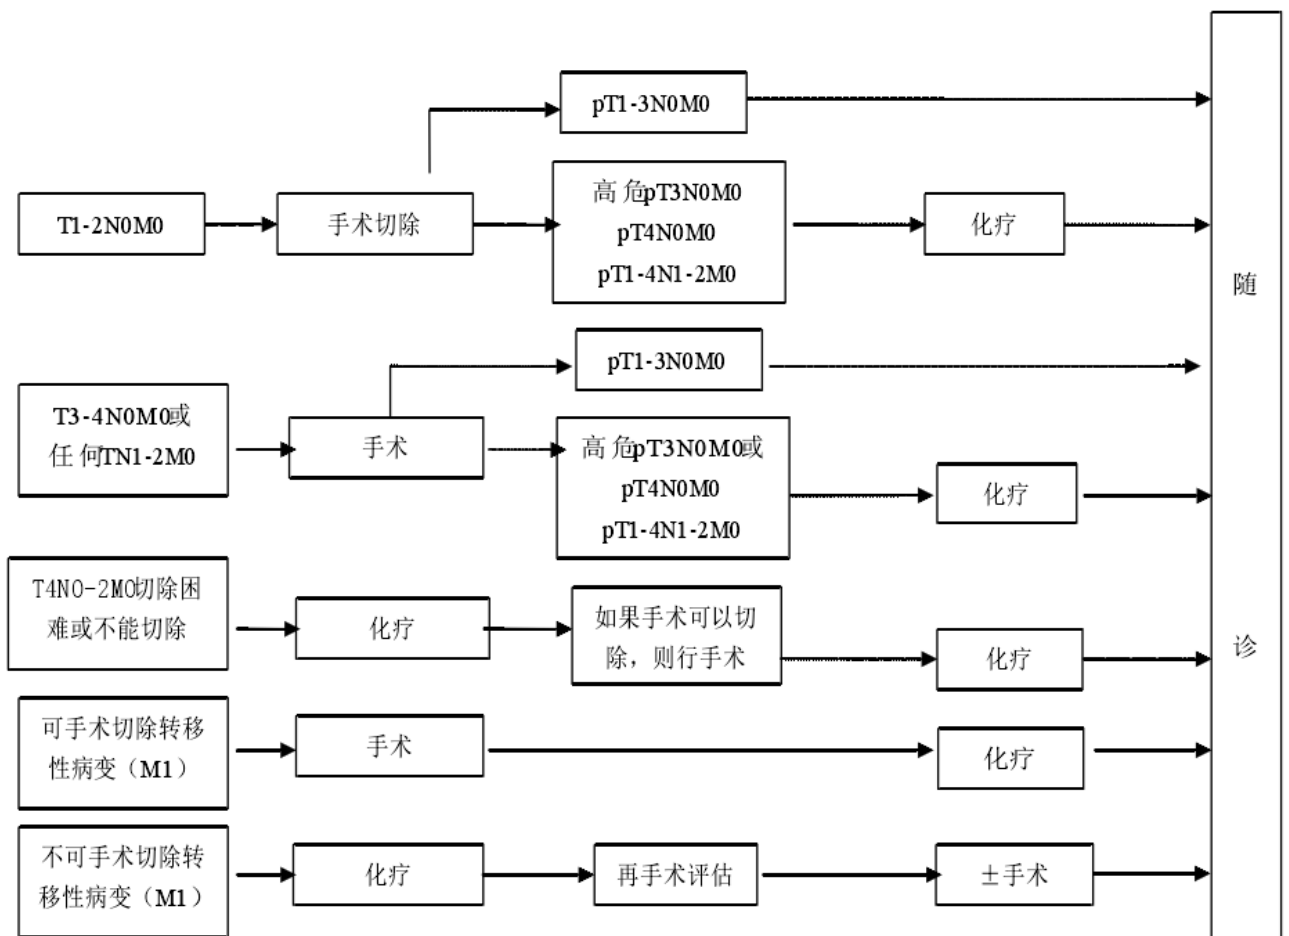 pT1-3N0M0
T1-2N0M0
手术切除
高危pT3N0M0
pT4N0M0
pT1-4N1-2M0
化疗
pT1-3N0M0
T3-4N0M0或
任何TN1-2M0
手术
高危pT3N0M0或
pT4N0M0
pT1-4N1-2M0
化疗
T4N0-2M0切除困
难或不能切除
化疗
如果手术可以切
除，则行手术
化疗
可手术切除转移
性病变（M1）
手术
化疗
不可手术切除转
移性病变（M1）
化疗
再手术评估
±手术
随
诊